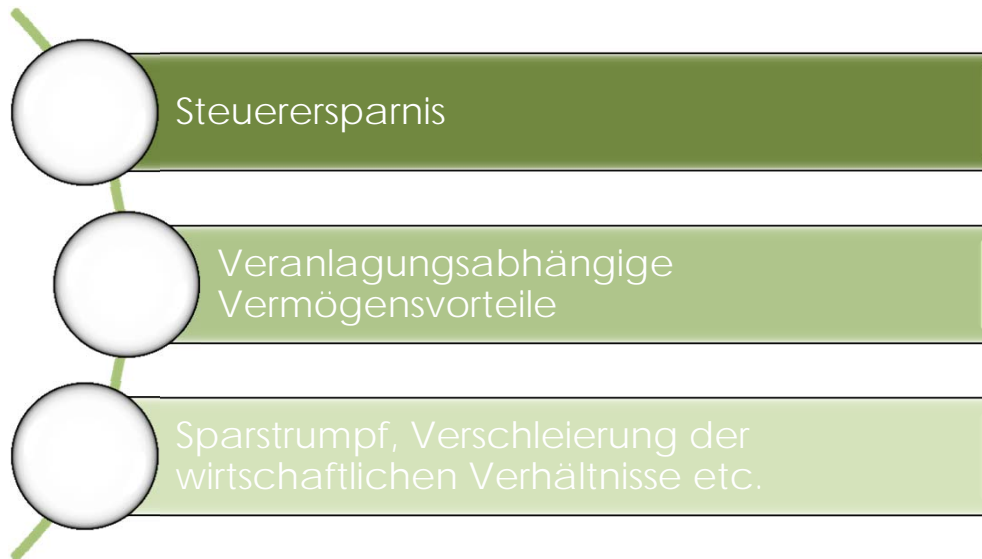 Steuerersparnis
Veranlagungsabhängige
Vermögensvorteile
Sparstrumpf, Verschleierung der
wirtschaftlichen Verhältnisse etc.